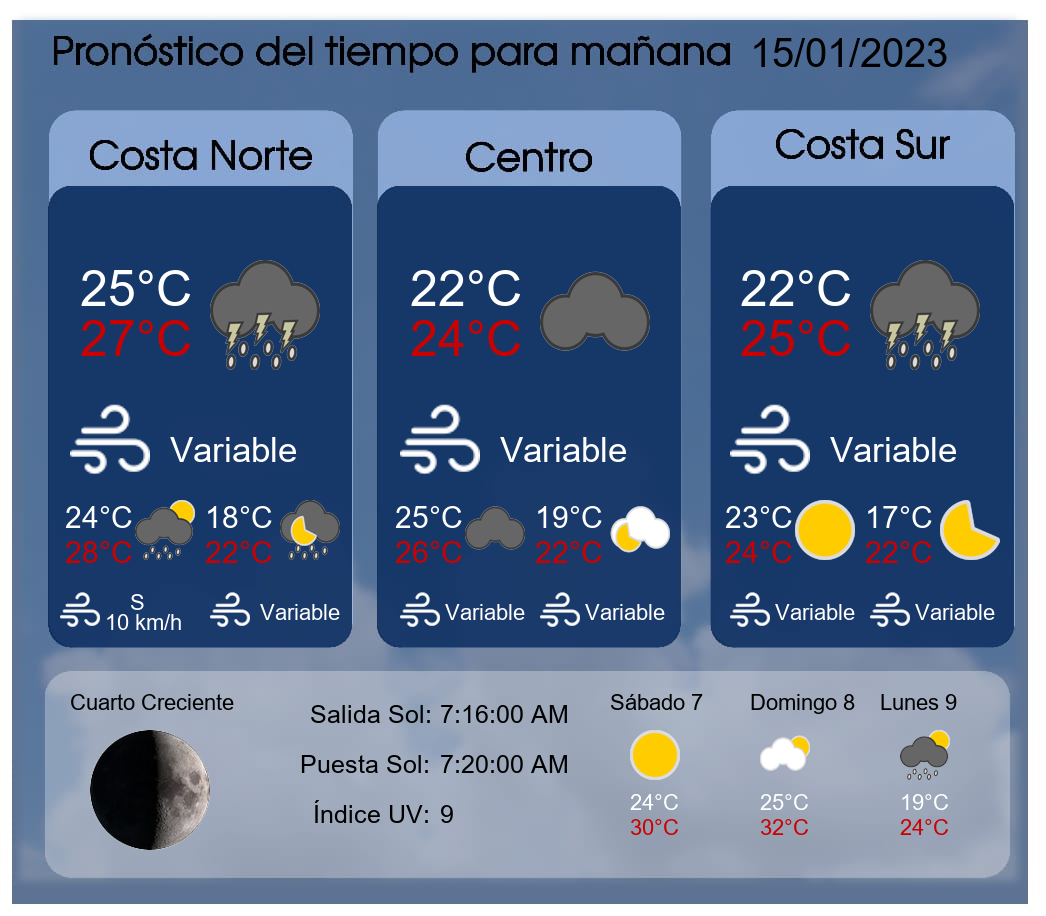 Pronóstico del tiempo para mañana 15/01/2023
Costa Norte
25°C
27°C
Variable
24°C
28°C
18°C
22°C
S
10 km/h
Variable
Centro
22°C
24°C
Variable
25°C
26°C
19°C
22°C
Variable
Variable
Costa Sur
22°C
25°C
Variable
23°C
24°C
17°C
22°C
Variable
Variable
Cuarto Creciente
Salida Sol: 7:16:00 AM
Puesta Sol: 7:20:00 AM
Índice UV: 9
Sábado 7
24°C
30°C
Domingo 8
25°C
32°C
Lunes 9
19°C
24°C